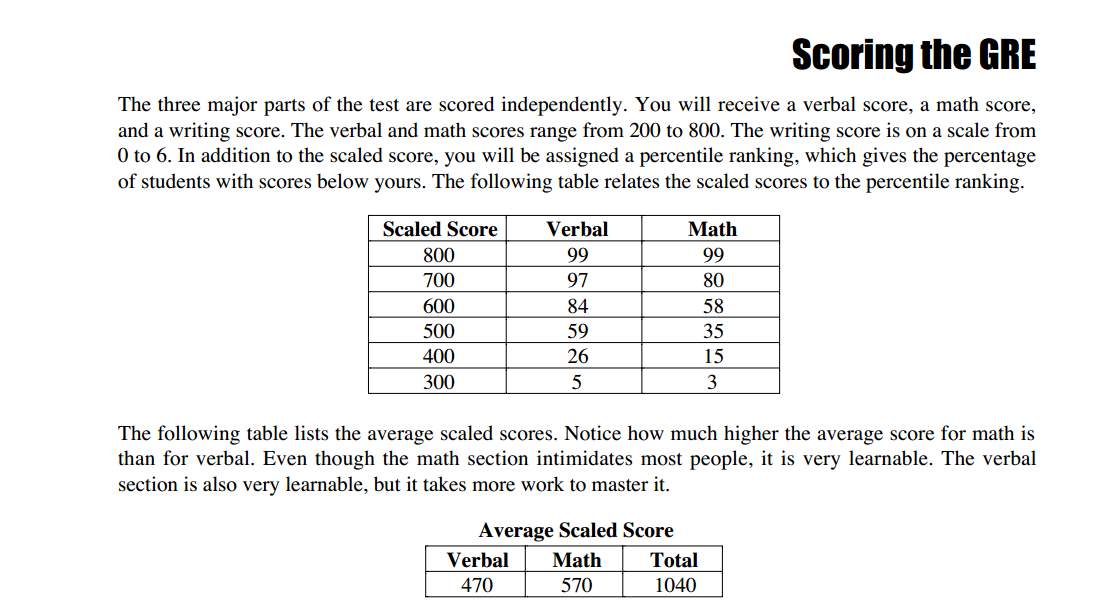 Scoring the GRE
The three major parts of the test are scored independently. You will receive a verbal score, a math score,
and a writing score. The verbal and math scores range from 200 to 800. The writing score is on a scale from
0 to 6. In addition to the scaled score, you will be assigned a percentile ranking, which gives the percentage
of students with scores below yours. The following table relates the scaled scores to the percentile ranking.
Scaled Score Verbal Math
800 99 99
700 97 80
600 84 58
500 59 35
400 26 15
300 5 3
The following table lists the average scaled scores. Notice how much higher the average score for math is
than for verbal. Even though the math section intimidates most people, it is very learnable. The verbal
section is also very learnable, but it takes more work to master it.
Average Scaled Score
Verbal Math Total
470 570 1040